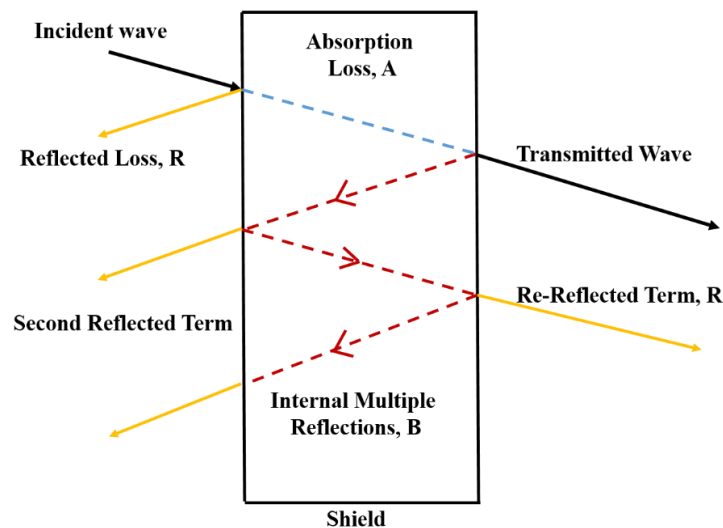 Incident wave
Absorption
Loss, A
Reflected Loss, R
Transmitted Wave
Second Reflected Term
Re-Reflected Term, R
Internal Multiple
Reflections, B
Shield